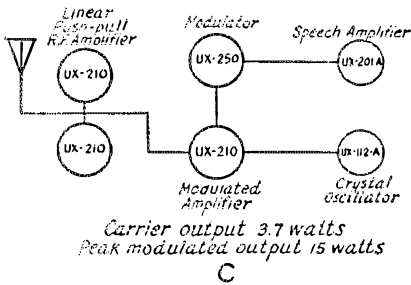 Linear
Push-pull
R.F. Amplifier
Modulator
Speech Amplifier
UX-210
UX-250
UX-201A
UX-210
UX-210
UX-112-A
Modulated
Amplifier
Crystal
Oscillator
Carrier output 3.7 watts
Peak modulated output 15 watts
C